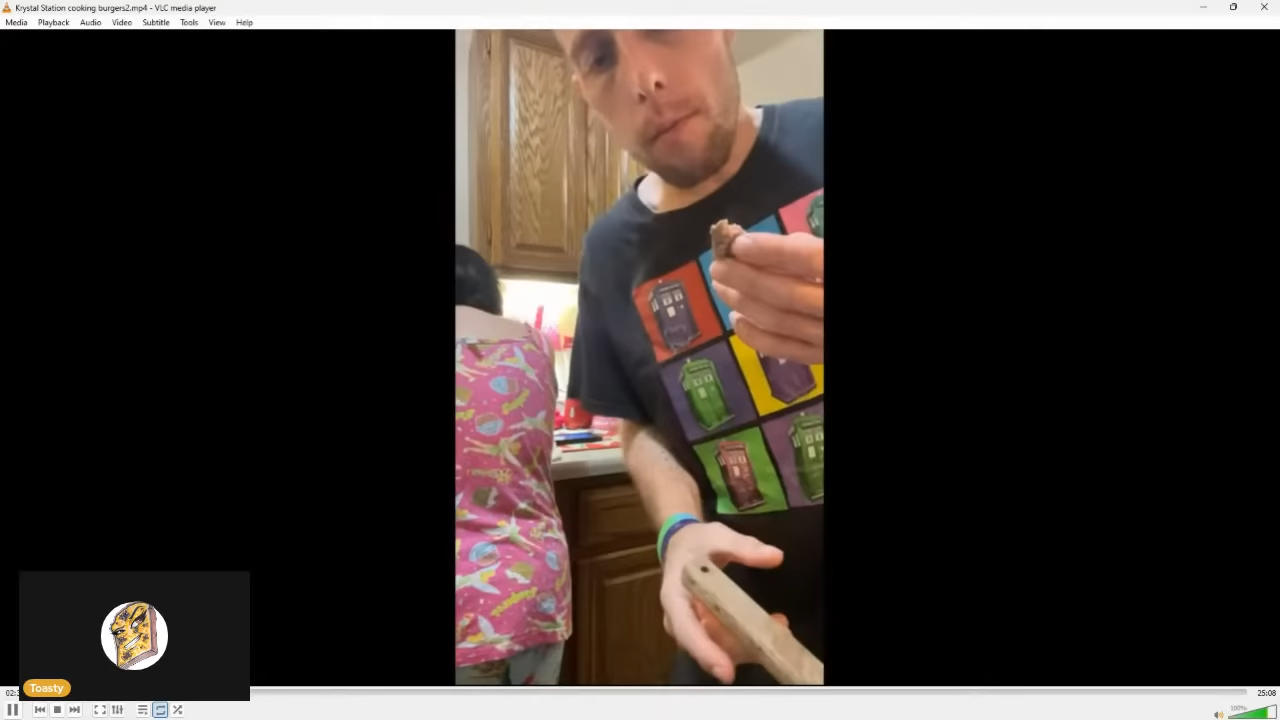 Krystal Station cooking burgers2.mp4 - VLC media player
Media Playback Audio Video Subtitle Tools View Help
Toasty
25:08
100%